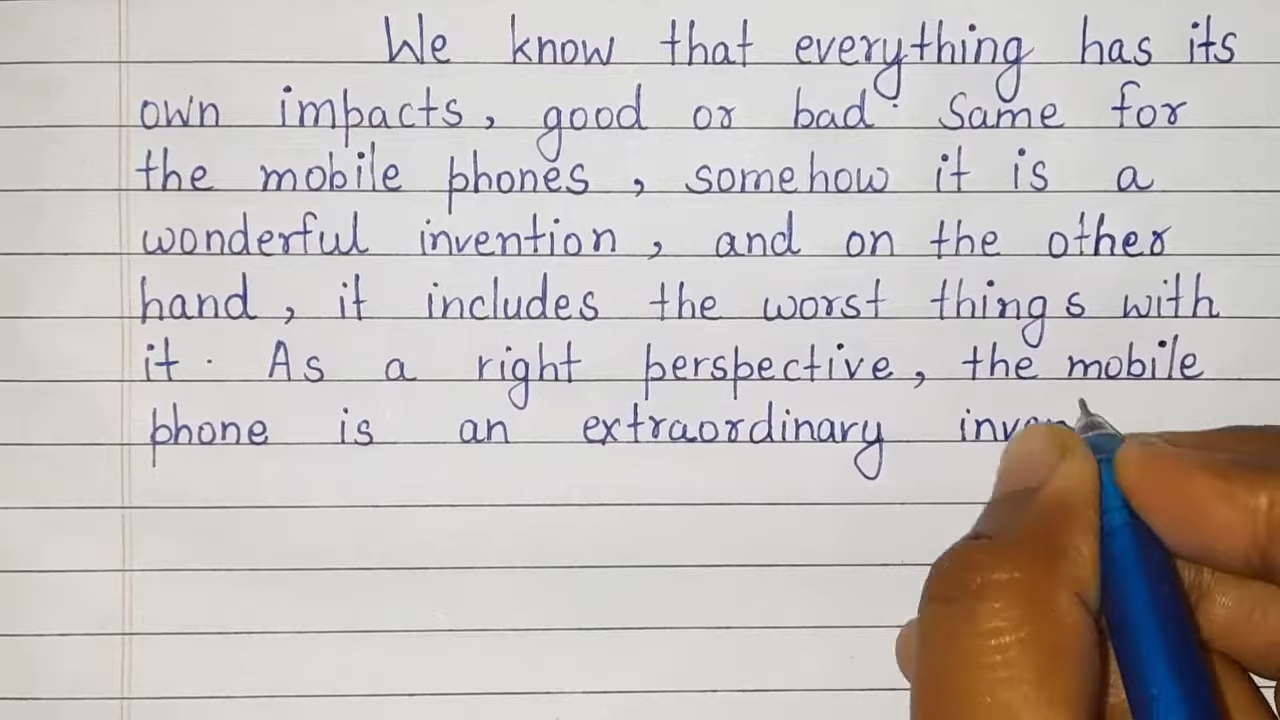 We know that everything has its
own impacts, good or bad. Same for
the mobile phones, somehow it is a
wonderful invention, and on the other
hand, it includes the worst things with
it. As a right perspective, the mobile
phone is an extraordinary